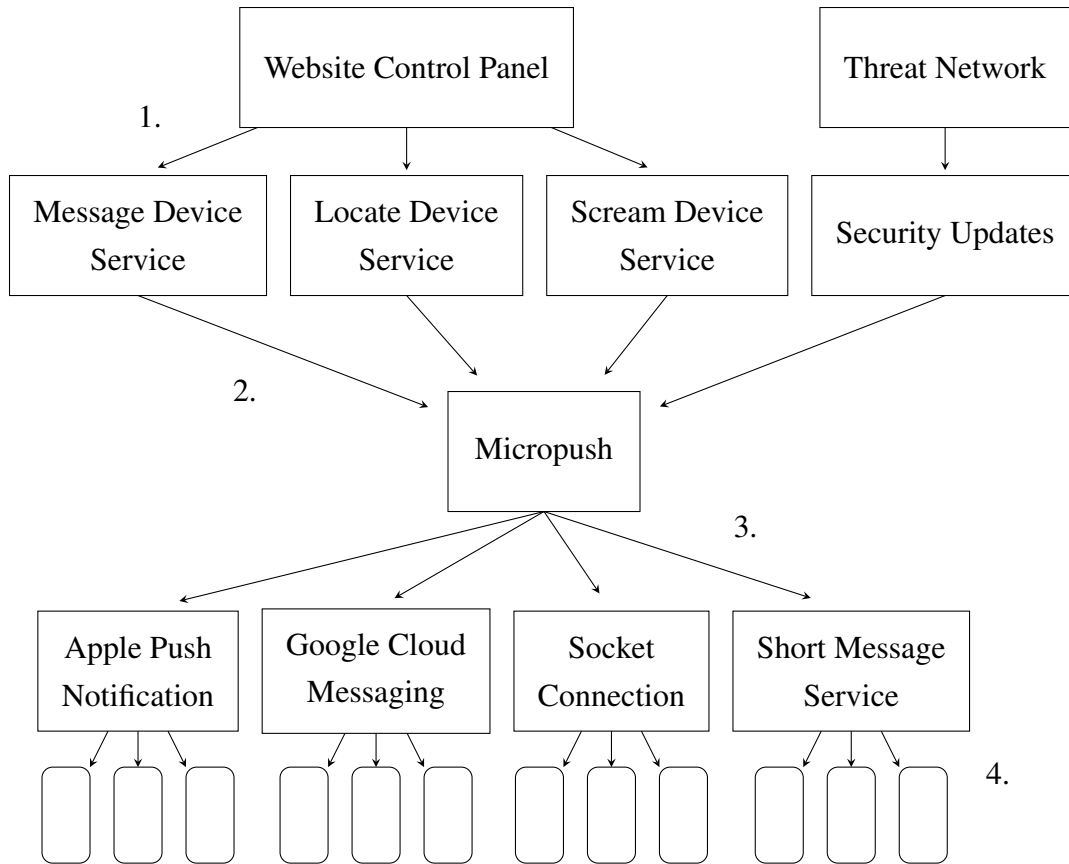 Website Control Panel
Threat Network
1.
Message Device
Service
Locate Device
Service
Scream Device
Service
Security Updates
2.
Micropush
3.
Apple Push
Notification
Google Cloud
Messaging
Socket
Connection
Short Message
Service
4.